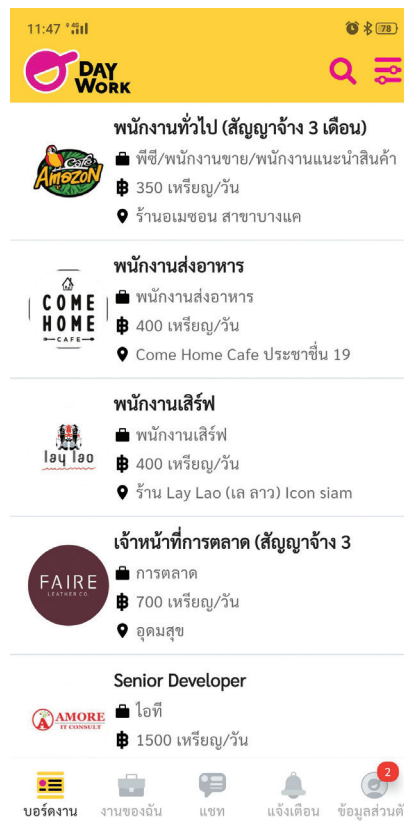 11:47
78
DAY
WORK
พนักงานทั่วไป (สัญญาจ้าง 3 เดือน)
Cafe
Amazon
พีซี/พนักงานขาย/พนักงานแนะนำสินค้า
350 เหรียญ/วัน
ร้านอเมซอน สาขาบางแค
พนักงานส่งอาหาร
COME
HOME
CAFE
พนักงานส่งอาหาร
400 เหรียญ/วัน
Come Home Cafe ประชาชื่น 19
พนักงานเสิร์ฟ
lay lao
พนักงานเสิร์ฟ
400 เหรียญ/วัน
ร้าน Lay Lao (เล ลาว) Icon siam
เจ้าหน้าที่การตลาด (สัญญาจ้าง 3
FAIRE
LEATHER CO.
การตลาด
700 เหรียญ/วัน
อุดมสุข
Senior Developer
AMORE
IT CONSULT
ไอที
1500 เหรียญ/วัน
2
บอร์ดงาน งานของฉัน แชท แจ้งเตือน ข้อมูลส่วนตั